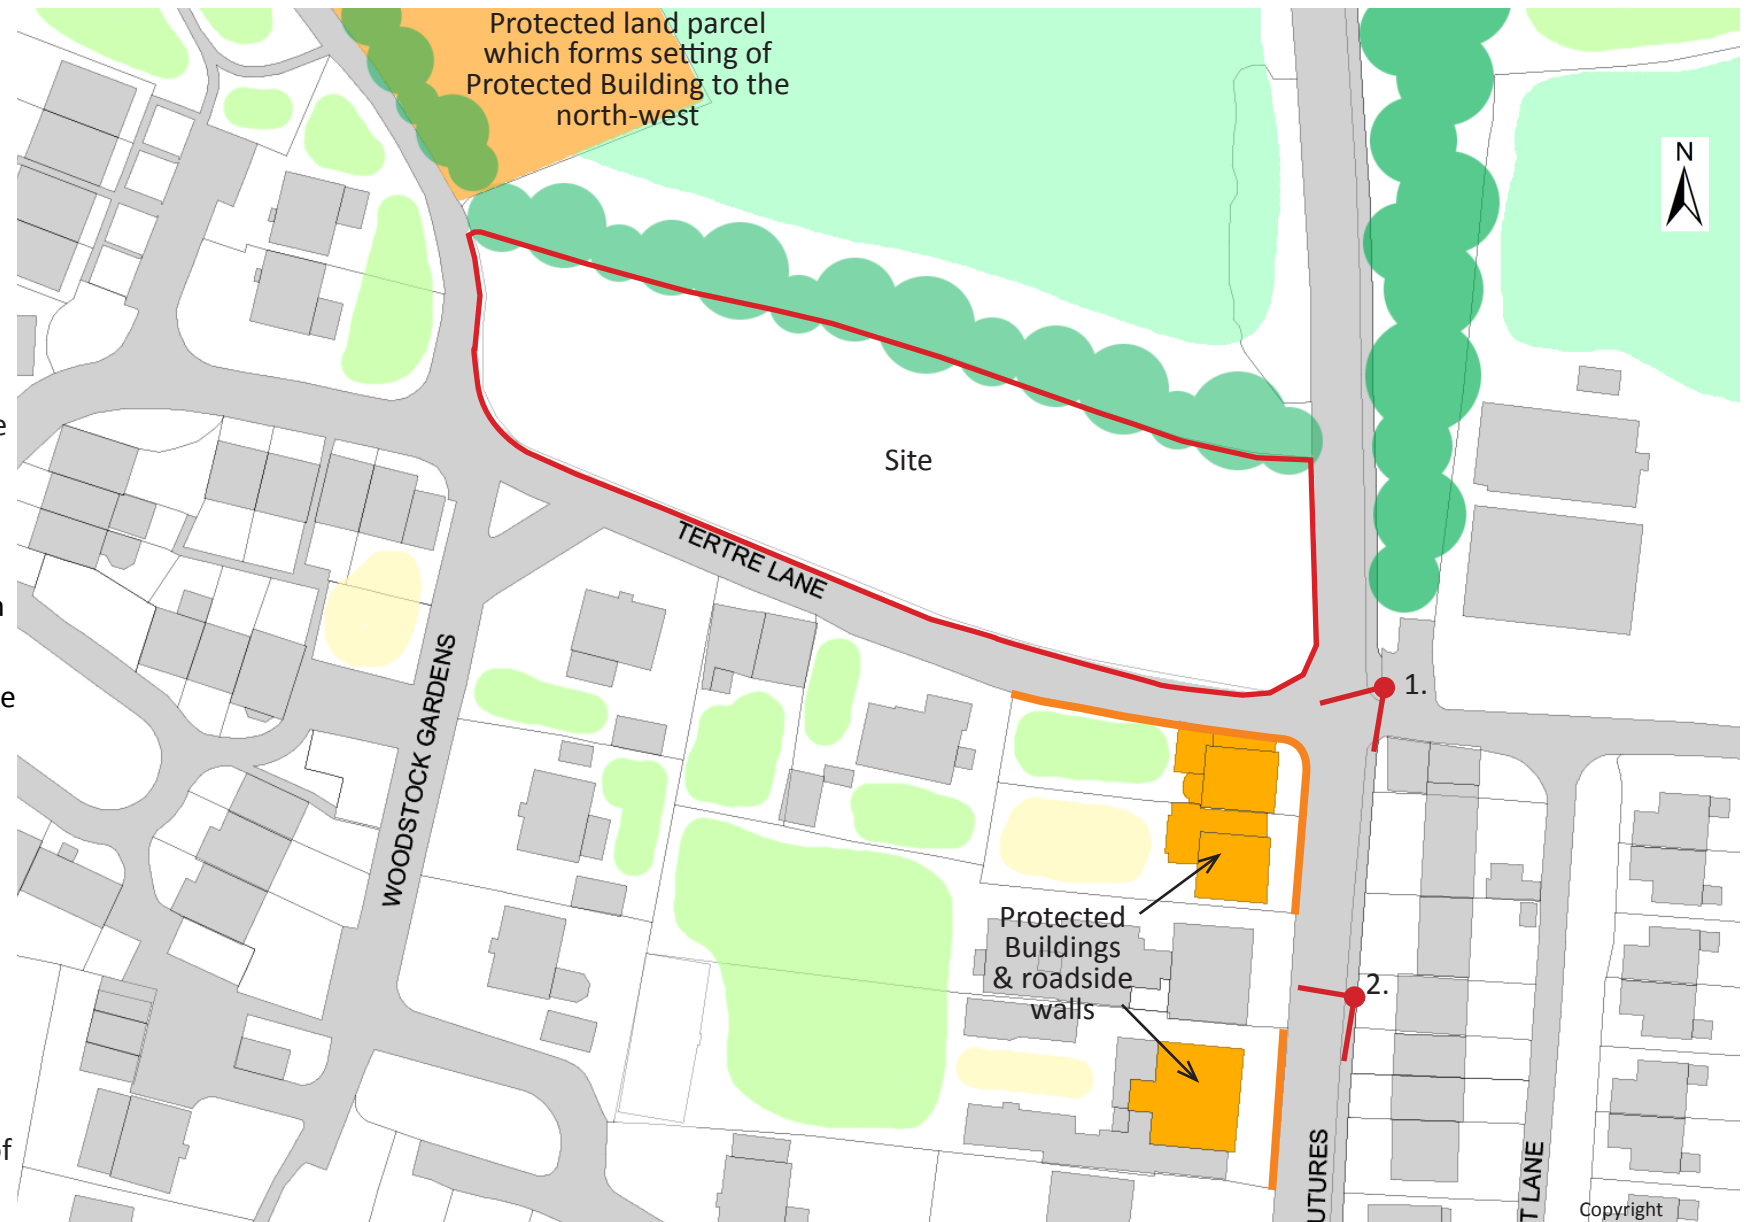 Protected land parcel
which forms setting of
Protected Building to the
north-west
N
e
Site
TERTRE LANE
n
WOODSTOCK GARDENS
e
1.
Protected
Buildings
& roadside
walls
2.
of
UTURES
T LANE
Copyright